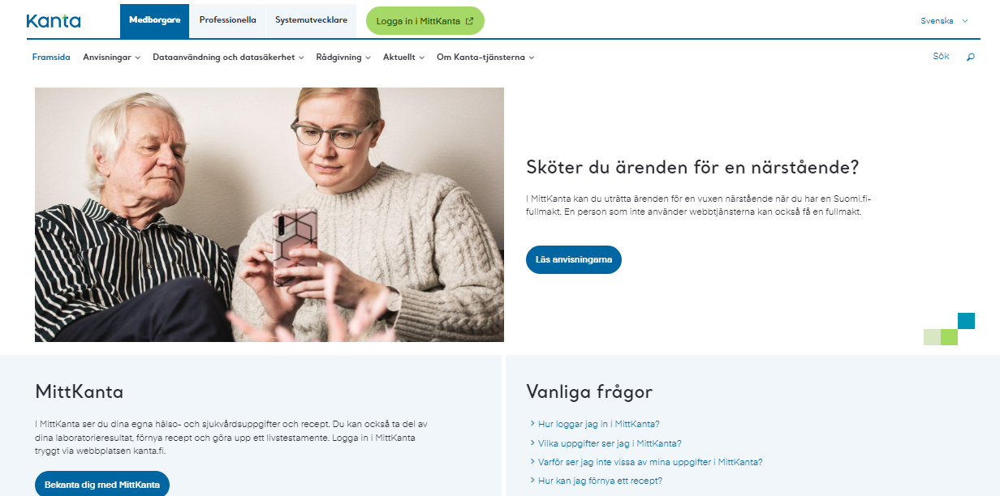 Kanta
Medborgare
Professionella
Systemutvecklare
Logga in i MittKanta
Svenska
Framsida
Anvisningar
Dataanvändning och datasäkerhet
Rådgivning
Aktuellt
Om Kanta-tjänsterna
Sök
Sköter du ärenden för en närstående?
I MittKanta kan du uträtta ärenden för en vuxen närstående när du har en Suomi.fi-
fullmakt. En person som inte använder webbtjänsterna kan också få en fullmakt.
Läs anvisningarna
MittKanta
I MittKanta ser du dina egna hälso- och sjukvårdsuppgifter och recept. Du kan också ta del av
dina laboratorieresultat, förnya recept och göra upp ett livstestamente. Logga in i MittKanta
tryggt via webbplatsen kanta.fi.
Bekanta dig med MittKanta
Vanliga frågor
Hur loggar jag in i MittKanta?
Vilka uppgifter ser jag i MittKanta?
Varför ser jag inte vissa av mina uppgifter i MittKanta?
Hur kan jag förnya ett recept?